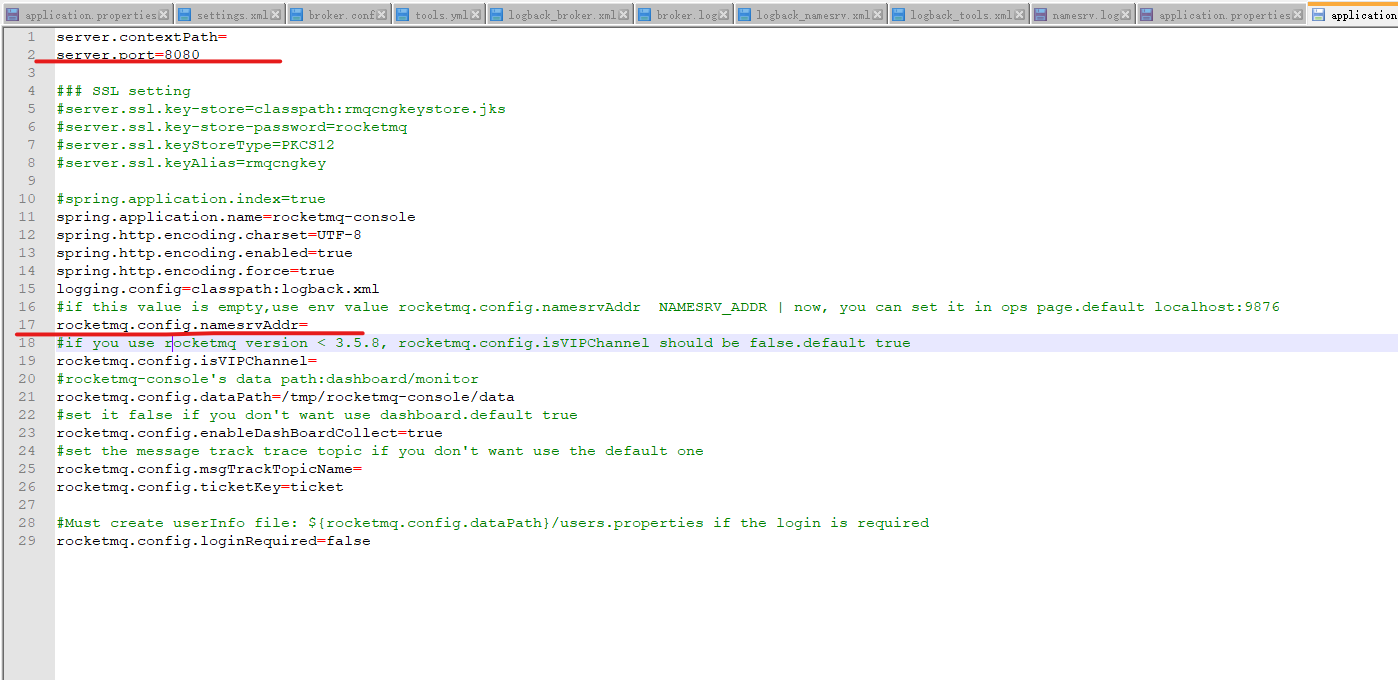 application.properties settings.xml broker.conf tools.yml logback_broker.xml broker.log logback_namesrv.xml logback_tools.xml namesrv.log application.properties application
1 server.contextPath=
2 server.port=8080
3
4 ### SSL setting
5 #server.ssl.key-store=classpath:rmqcngkeystore.jks
6 #server.ssl.key-store-password=rocketmq
7 #server.ssl.keyStoreType=PKCS12
8 #server.ssl.keyAlias=rmqcngkey
9
10 #spring.application.index=true
11 spring.application.name=rocketmq-console
12 spring.http.encoding.charset=UTF-8
13 spring.http.encoding.enabled=true
14 spring.http.encoding.force=true
15 logging.config=classpath:logback.xml
16 #if this value is empty,use env value rocketmq.config.namesrvAddr  NAMESRV_ADDR | now, you can set it in ops page.default localhost:9876
17 rocketmq.config.namesrvAddr=
18 #if you use rocketmq version < 3.5.8, rocketmq.config.isVIPChannel should be false.default true
19 rocketmq.config.isVIPChannel=
20 #rocketmq-console's data path:dashboard/monitor
21 rocketmq.config.dataPath=/tmp/rocketmq-console/data
22 #set it false if you don't want use dashboard.default true
23 rocketmq.config.enableDashBoardCollect=true
24 #set the message track trace topic if you don't want use the default one
25 rocketmq.config.msgTrackTopicName=
26 rocketmq.config.ticketKey=ticket
27
28 #Must create userInfo file: ${rocketmq.config.dataPath}/users.properties if the login is required
29 rocketmq.config.loginRequired=false